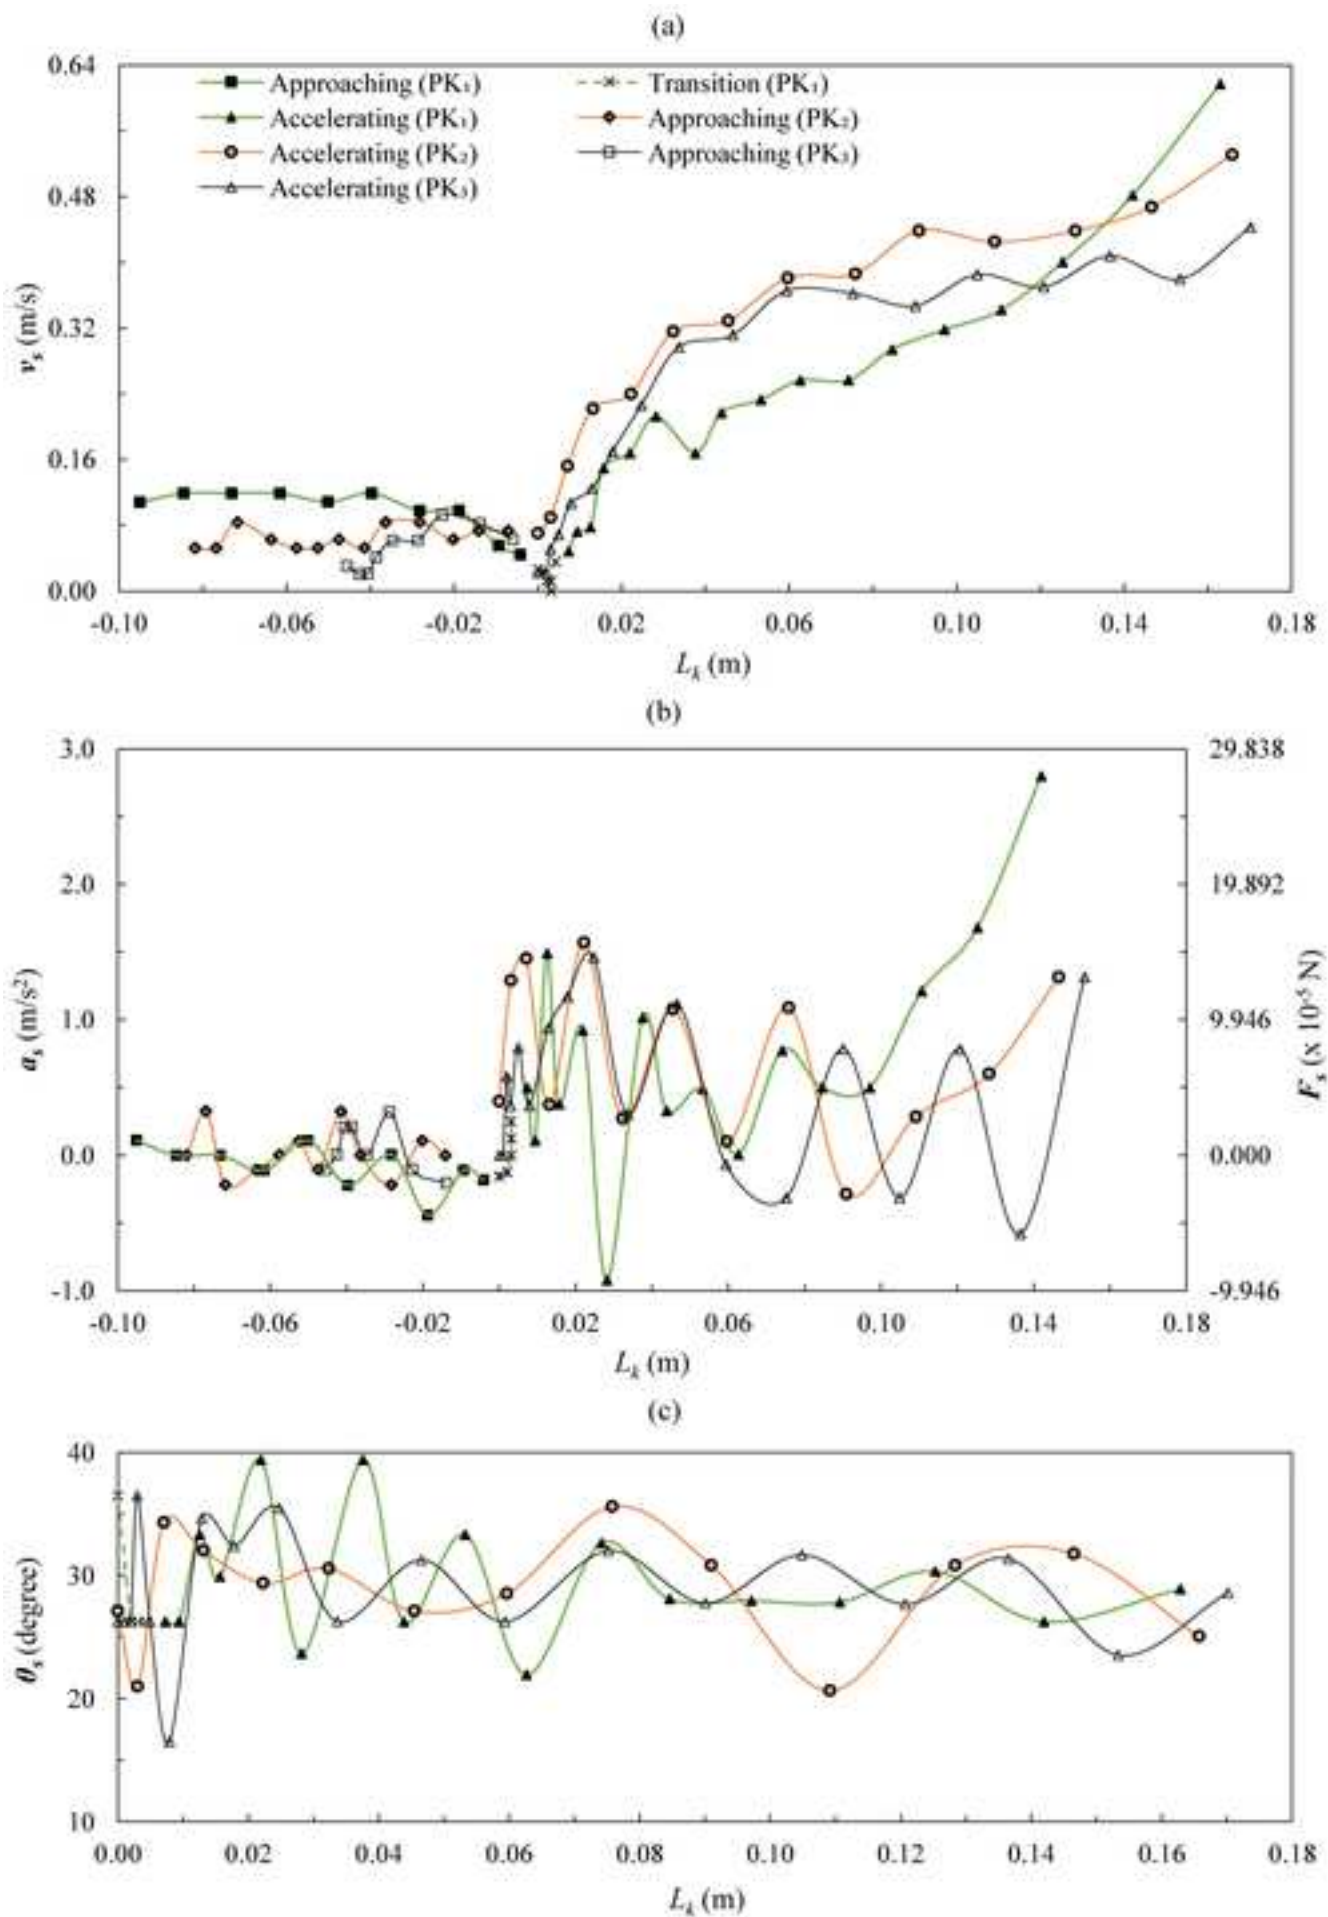 (a)
0.64
Approaching (PK₁) Transition (PK₁)
Accelerating (PK₁) Approaching (PK₂)
Accelerating (PK₂) Approaching (PK₃)
Accelerating (PK₃)
0.48
0.32
0.16
0.00
vₛ (m/s)
-0.10 -0.06 -0.02 0.02 0.06 0.10 0.14 0.18
Lₖ (m)
(b)
3.0 29.838
2.0 19.892
1.0 9.946
0.0 0.000
-1.0 -9.946
aₛ (m/s²)
Fₛ (x 10⁻⁵ N)
-0.10 -0.06 -0.02 0.02 0.06 0.10 0.14 0.18
Lₖ (m)
(c)
40
30
20
10
θₛ (degree)
0.00 0.02 0.04 0.06 0.08 0.10 0.12 0.14 0.16 0.18
Lₖ (m)